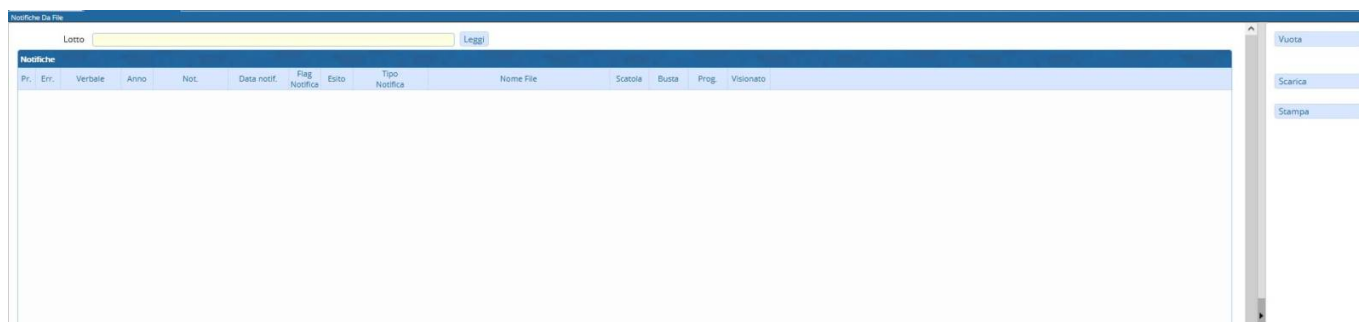 Notifiche Da File
Lotto Leggi
Vuota
Notifiche
Pr. Err. Verbale Anno Not. Data notif. Flag Notifica Esito Tipo Notifica Nome File Scatola Busta Prog. Visionato
Scarica
Stampa